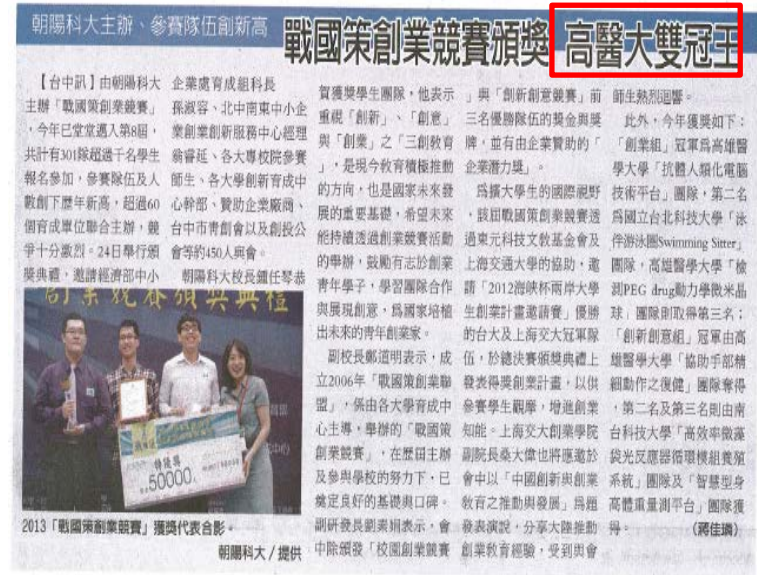 朝陽科大主辦、參賽隊伍創新高
戰國策創業競賽頒獎 高醫大雙冠王
【台中訊】由朝陽科大
主辦「戰國策創業競賽」
，今年已堂堂邁入第8屆，
共計有301隊超過千名學生
報名參加，參賽隊伍及人
數創下歷年新高，超過60
個育成單位聯合主辦，競
爭十分激烈。24日舉行頒
獎典禮，邀請經濟部中小
企業處育成組科長
孫淑容、北中南東中小企
業創業創新服務中心經理
翁睿延、各大專校院參賽
師生、各大學創新育成中
心幹部、贊助企業廠商、
台中市青創會以及創投公
會等約450人與會。
朝陽科大校長鍾任琴恭
賀獲獎學生團隊，他表示
重視「創新」、「創意」
與「創業」之「三創教育
」，是現今教育積極推動
的方向，也是國家未來發
展的重要基礎，希望未來
能持續透過創業競賽活動
的舉辦，鼓勵有志於創業
青年學子，學習團隊合作
與展現創意，為國家培植
出未來的青年創業家。
副校長鄭道明表示，成
立2006年「戰國策創業聯
盟」，係由各大學育成中
心主導，舉辦的「戰國策
創業競賽」，在歷屆主辦
及參與學校的努力下，已
奠定良好的基礎與口碑。
副研發長劉素娟表示，會
中除頒發「校園創業競賽
」與「創新創意競賽」前
三名優勝隊伍的獎金與獎
牌，並有由企業贊助的「
企業潛力獎」。
為擴大學生的國際視野
，該屆戰國策創業競賽透
過東元科技文教基金會及
上海交通大學的協助，邀
請「2012海峽杯兩岸大學
生創業計畫邀請賽」優勝
的台大及上海交大冠軍隊
伍，於總決賽頒獎典禮上
發表得獎創業計畫，以供
參賽學生觀摩，增進創業
知能。上海交大創業學院
副院長桑大偉也將應邀於
會中以「中國創新與創業
教育之推動與發展」為題
發表演說，分享大陸推動
創業教育經驗，受到與會
師生熱烈迴響。
此外，今年獲獎如下：
「創業組」冠軍為高雄醫
學大學「抗體人類化電腦
技術平台」團隊，第二名
為國立台北科技大學「泳
伴游泳圈Swimming Sitter」
團隊，高雄醫學大學「檢
測PEG drug動力學微米晶
球」團隊則取得第三名；
「創新創意組」冠軍由高
雄醫學大學「協助手部精
細動作之復健」團隊奪得
，第二名及第三名則由南
台科技大學「高效率微藻
袋光反應器循環模組養殖
系統」團隊及「智慧型身
高體重量測平台」團隊獲
得。（蔣佳璘）
創業競賽頒獎典禮
50000
2013「戰國策創業競賽」獲獎代表合影。
朝陽科大／提供